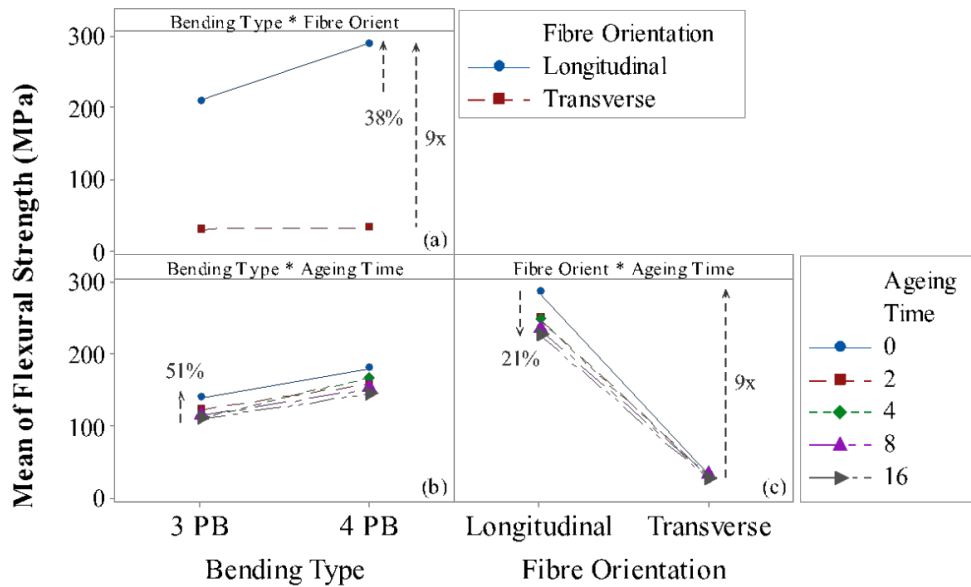 Mean of Flexural Strength (MPa)
Bending Type * Fibre Orient
300
200
100
0
38%
9x
(a)
Fibre Orientation
Longitudinal
Transverse
Bending Type * Ageing Time
300
200
100
0
51%
(b)
Fibre Orient * Ageing Time
21%
9x
(c)
Ageing
Time
0
2
4
8
16
3 PB
4 PB
Longitudinal
Transverse
Bending Type
Fibre Orientation